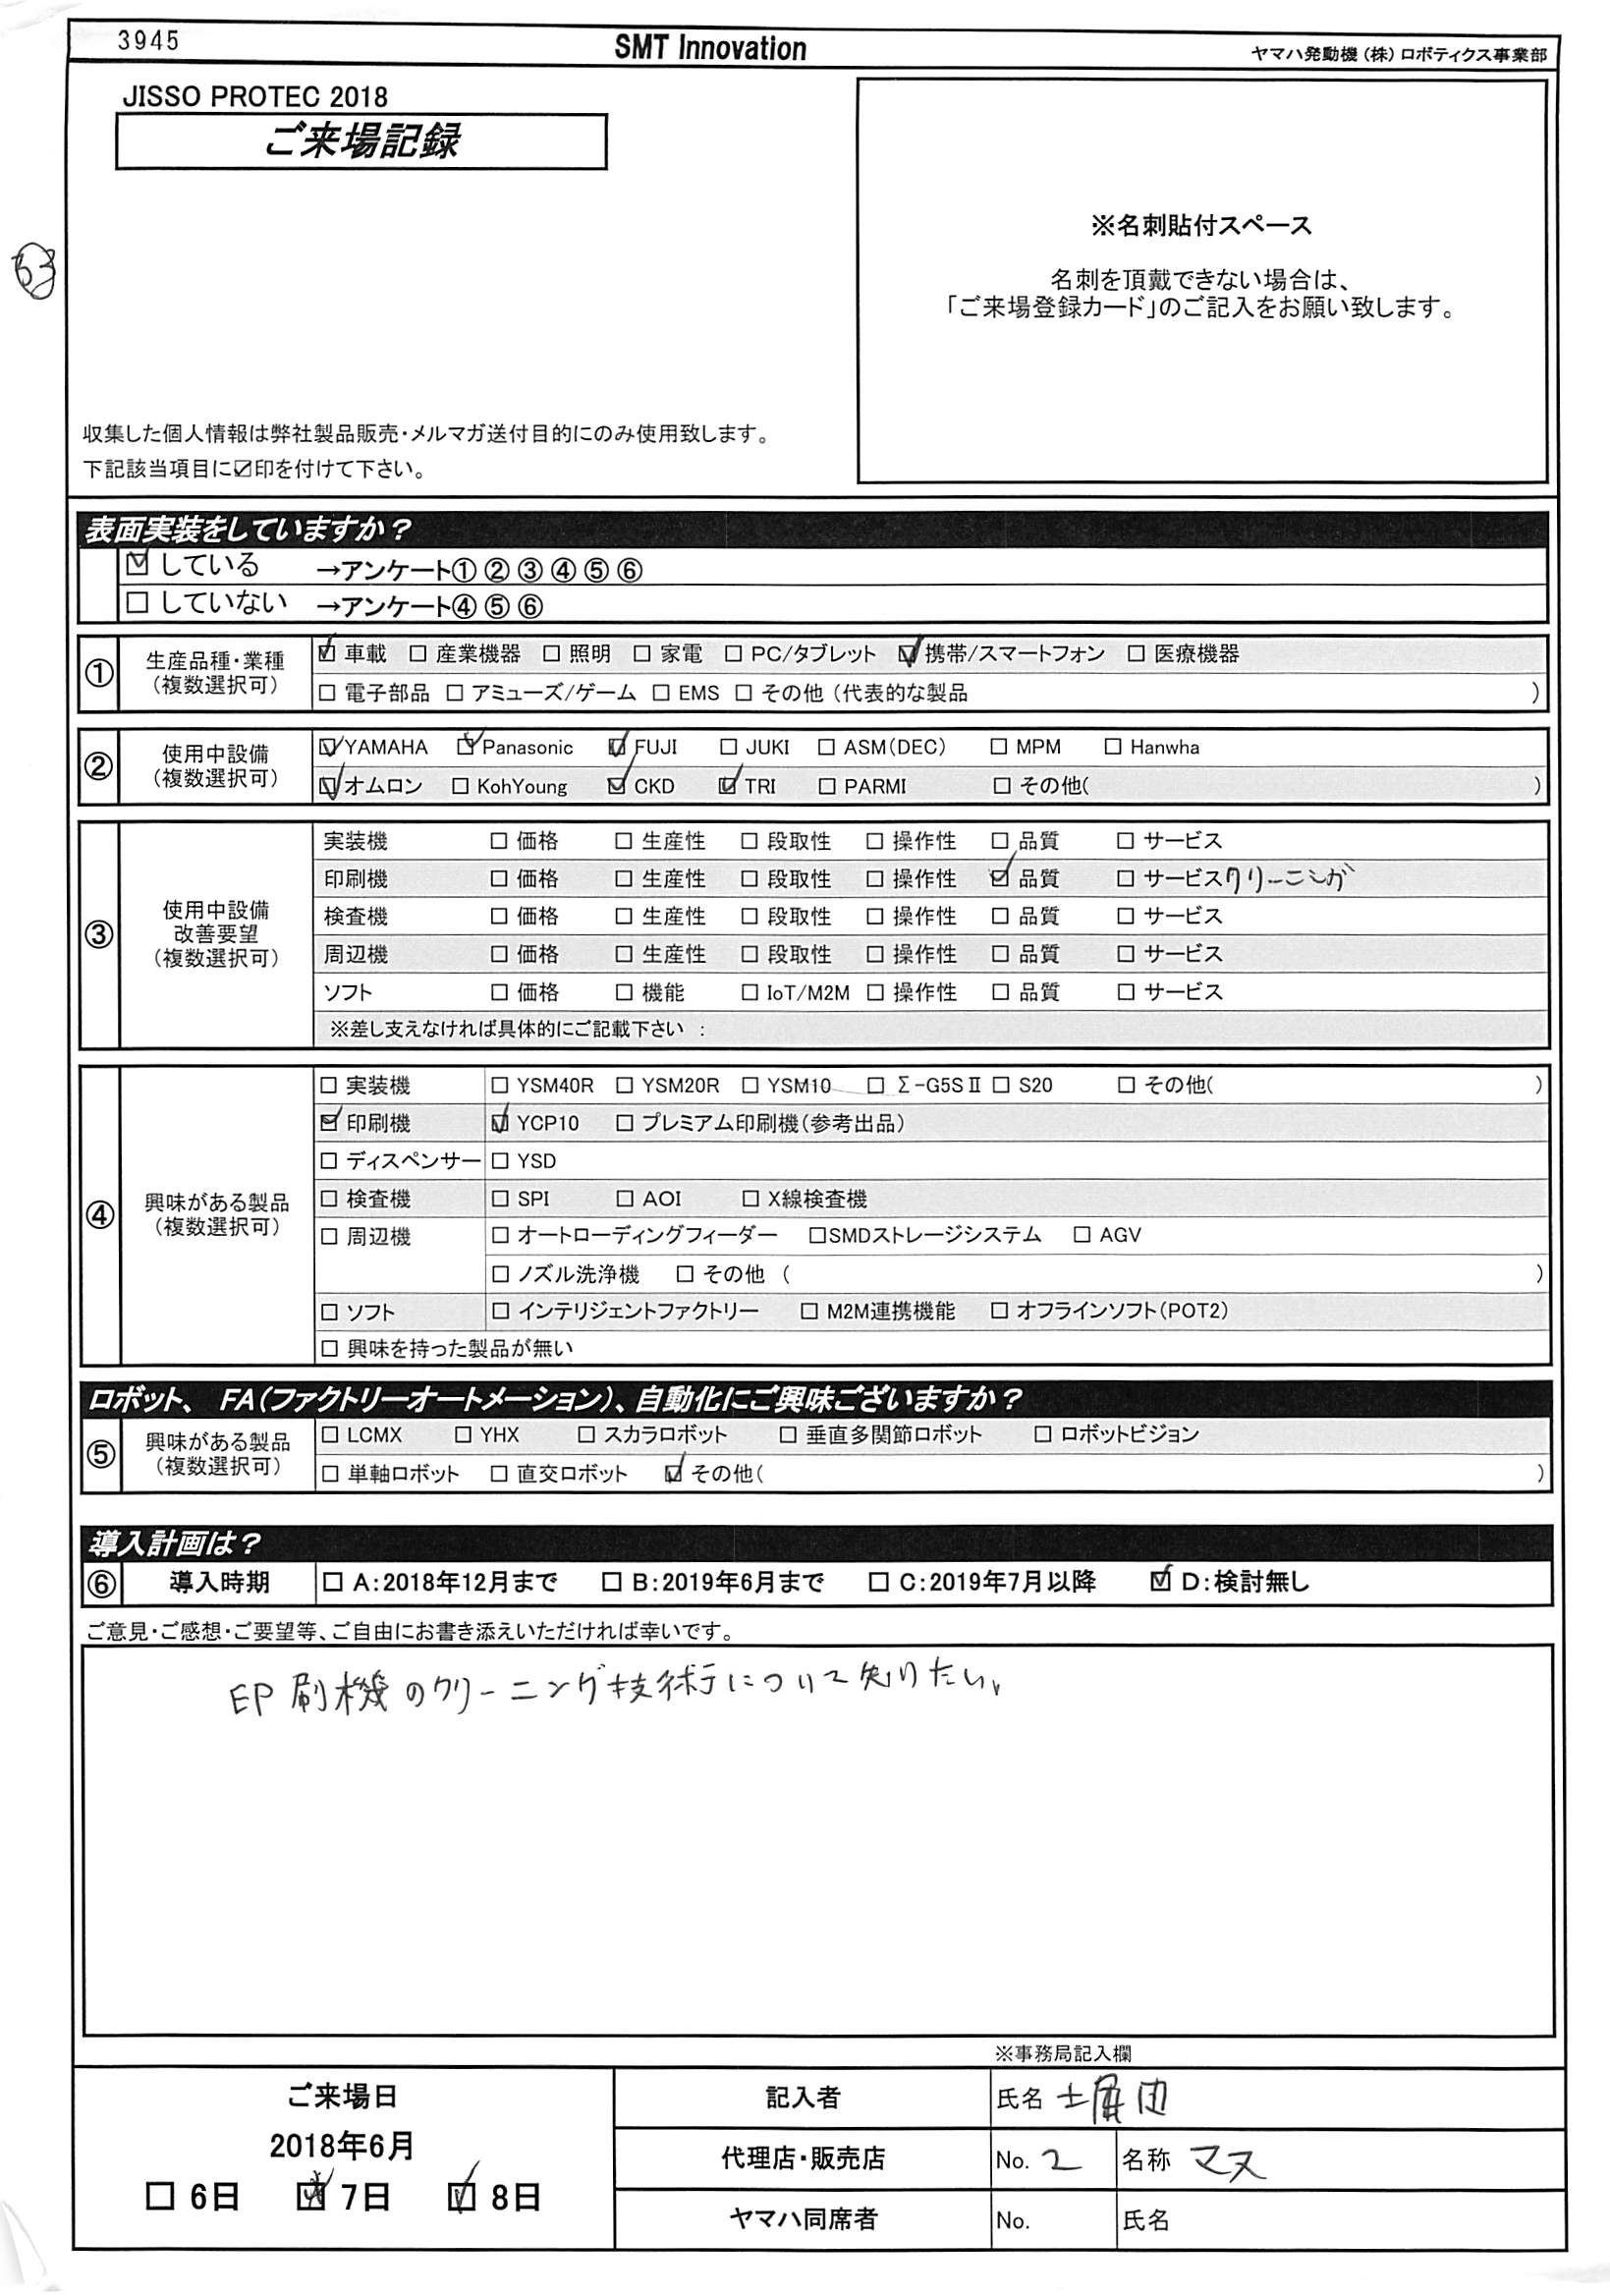 3945
SMT Innovation
ヤマハ発動機（株）ロボティクス事業部
JISSO PROTEC 2018
ご来場記録
※名刺貼付スペース
名刺を頂戴できない場合は、
「ご来場登録カード」のご記入をお願い致します。
収集した個人情報は弊社製品販売・メルマガ送付目的にのみ使用致します。
下記該当項目に☑印を付けて下さい。
表面実装をしていますか？
☑ している →アンケート①②③④⑤⑥
□ していない →アンケート④⑤⑥
① 生産品種・業種（複数選択可）
☑ 車載 □ 産業機器 □ 照明 □ 家電 □ PC/タブレット ☑ 携帯/スマートフォン □ 医療機器
□ 電子部品 □ アミューズ/ゲーム □ EMS □ その他（代表的な製品 ）
② 使用中設備（複数選択可）
☑ YAMAHA ☑ Panasonic ☑ FUJI □ JUKI □ ASM(DEC) □ MPM □ Hanwha
☑ オムロン □ KohYoung ☑ CKD ☑ TRI □ PARMI □ その他( )
③ 使用中設備改善要望（複数選択可）
実装機 □ 価格 □ 生産性 □ 段取性 □ 操作性 □ 品質 □ サービス
印刷機 □ 価格 □ 生産性 □ 段取性 □ 操作性 ☑ 品質 □ サービス クリーニング
検査機 □ 価格 □ 生産性 □ 段取性 □ 操作性 □ 品質 □ サービス
周辺機 □ 価格 □ 生産性 □ 段取性 □ 操作性 □ 品質 □ サービス
ソフト □ 価格 □ 機能 □ IoT/M2M □ 操作性 □ 品質 □ サービス
※差し支えなければ具体的にご記載下さい ：
④ 興味がある製品（複数選択可）
□ 実装機 □ YSM40R □ YSM20R □ YSM10 □ Σ-G5SⅡ □ S20 □ その他( )
☑ 印刷機 ☑ YCP10 □ プレミアム印刷機（参考出品）
□ ディスペンサー □ YSD
□ 検査機 □ SPI □ AOI □ X線検査機
□ 周辺機 □ オートローディングフィーダー □SMDストレージシステム □ AGV
□ ノズル洗浄機 □ その他 （ ）
□ ソフト □ インテリジェントファクトリー □ M2M連携機能 □ オフラインソフト（POT2）
□ 興味を持った製品が無い
ロボット、 FA（ファクトリーオートメーション）、自動化にご興味ございますか？
⑤ 興味がある製品（複数選択可）
□ LCMX □ YHX □ スカラロボット □ 垂直多関節ロボット □ ロボットビジョン
□ 単軸ロボット □ 直交ロボット ☑ その他( )
導入計画は？
⑥ 導入時期 □ A:2018年12月まで □ B:2019年6月まで □ C:2019年7月以降 ☑ D:検討無し
ご意見・ご感想・ご要望等、ご自由にお書き添えいただければ幸いです。
印刷機のクリーニング技術について知りたい。
※事務局記入欄
ご来場日
2018年6月
□ 6日 ☑ 7日 ☑ 8日
記入者 氏名
代理店・販売店 No. 2 名称 マス
ヤマハ同席者 No. 氏名